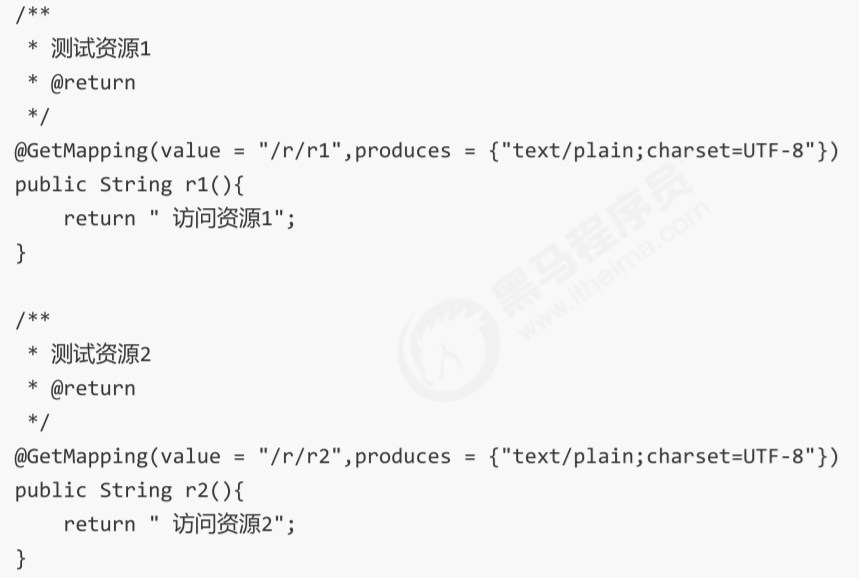 /**
 * 测试资源1
 * @return
 */
@GetMapping(value = "/r/r1",produces = {"text/plain;charset=UTF-8"})
public String r1(){
    return " 访问资源1";
}
/**
 * 测试资源2
 * @return
 */
@GetMapping(value = "/r/r2",produces = {"text/plain;charset=UTF-8"})
public String r2(){
    return " 访问资源2";
}
黑马程序员
www.itheima.com